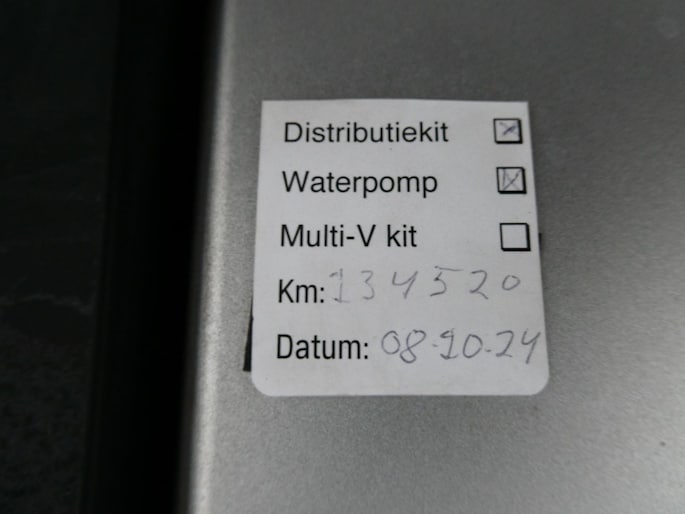 Distributiekit ☒
Waterpomp ☒
Multi-V kit ☐
Km: 134520
Datum: 08-10-24